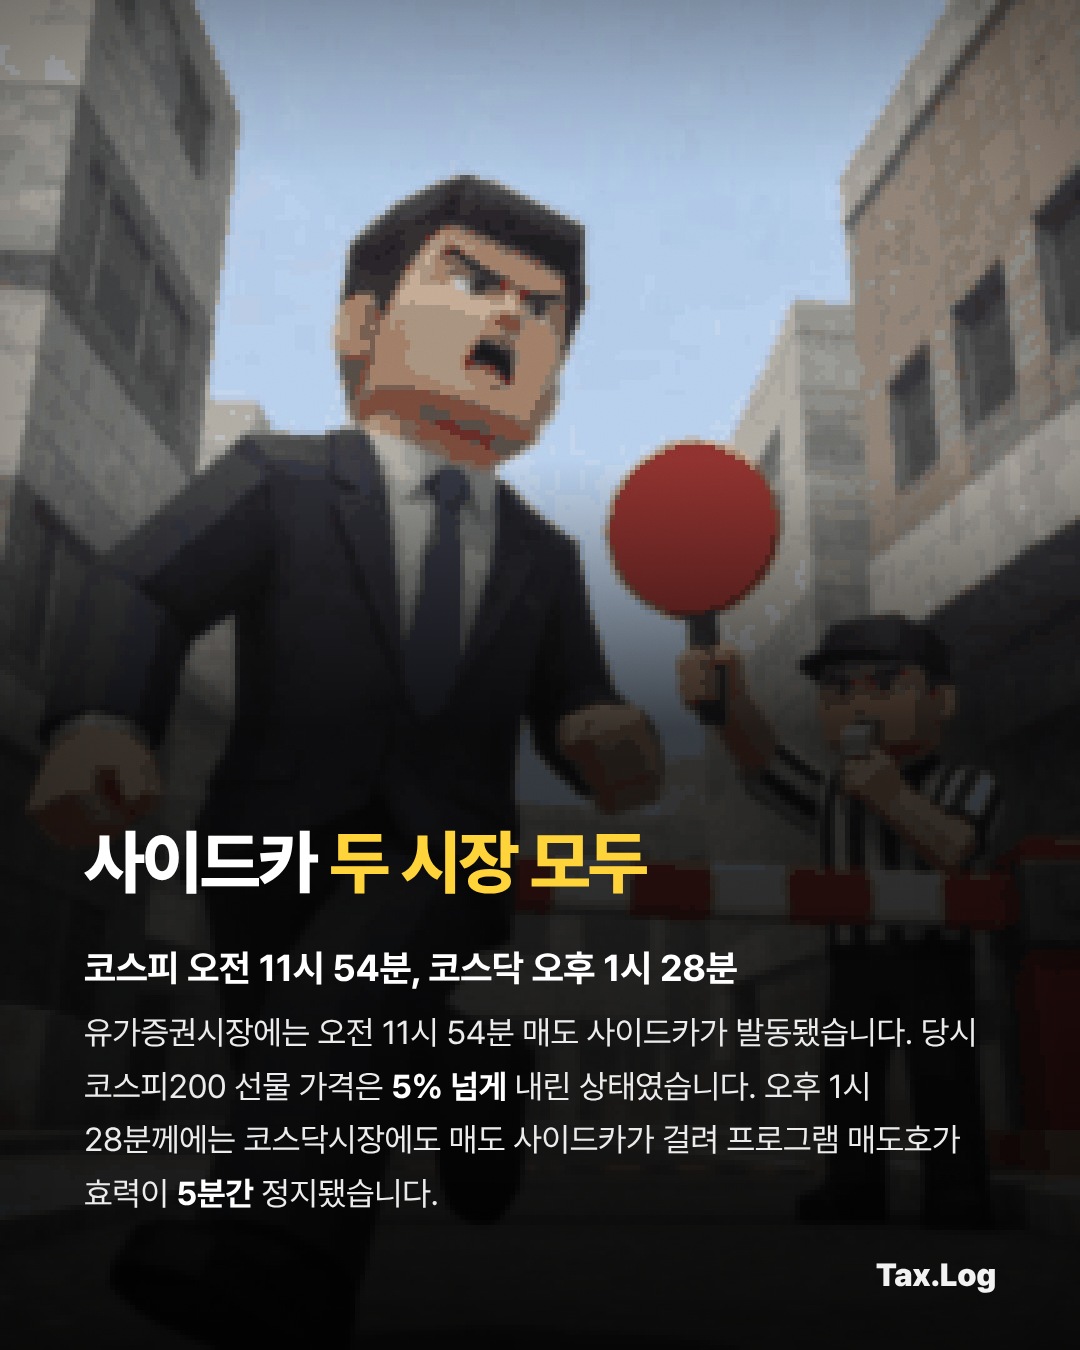 사이드카 두 시장 모두
코스피 오전 11시 54분, 코스닥 오후 1시 28분
유가증권시장에는 오전 11시 54분 매도 사이드카가 발동됐습니다. 당시
코스피200 선물 가격은 5% 넘게 내린 상태였습니다. 오후 1시
28분께에는 코스닥시장에도 매도 사이드카가 걸려 프로그램 매도호가
효력이 5분간 정지됐습니다.
Tax.Log